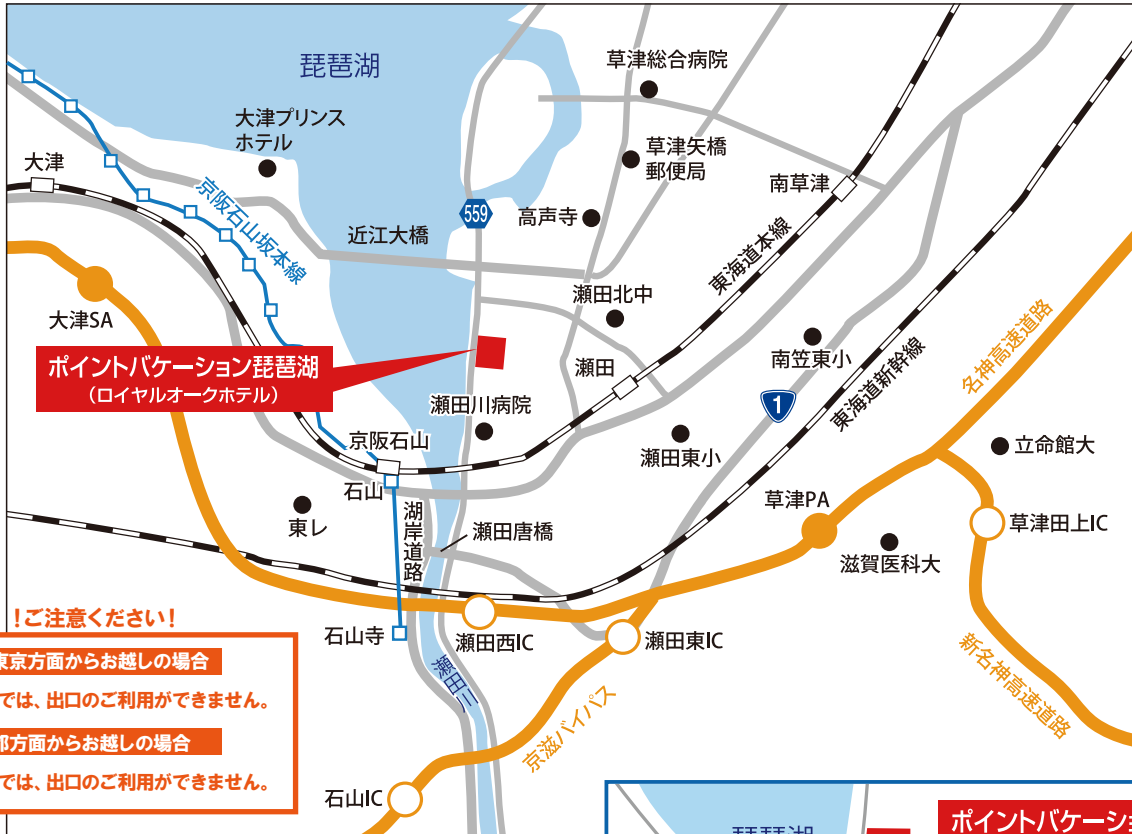 琵琶湖
草津総合病院
大津プリンス
ホテル
草津矢橋
郵便局
大津
南草津
京阪石山坂本線
559
高声寺
近江大橋
東海道本線
瀬田北中
大津SA
南笠東小
名神高速道路
ポイントバケーション琵琶湖
(ロイヤルオークホテル)
瀬田
東海道新幹線
1
瀬田川病院
京阪石山
瀬田東小
立命館大
石山
草津PA
湖岸道路
東レ
瀬田唐橋
草津田上IC
滋賀医科大
!ご注意ください!
石山寺
瀬田西IC
瀬田東IC
東京方面からお越しの場合
では、出口のご利用ができません。
瀬田川
新名神高速道路
都方面からお越しの場合
京滋バイパス
では、出口のご利用ができません。
石山IC
ポイントバケーショ
琵琶湖